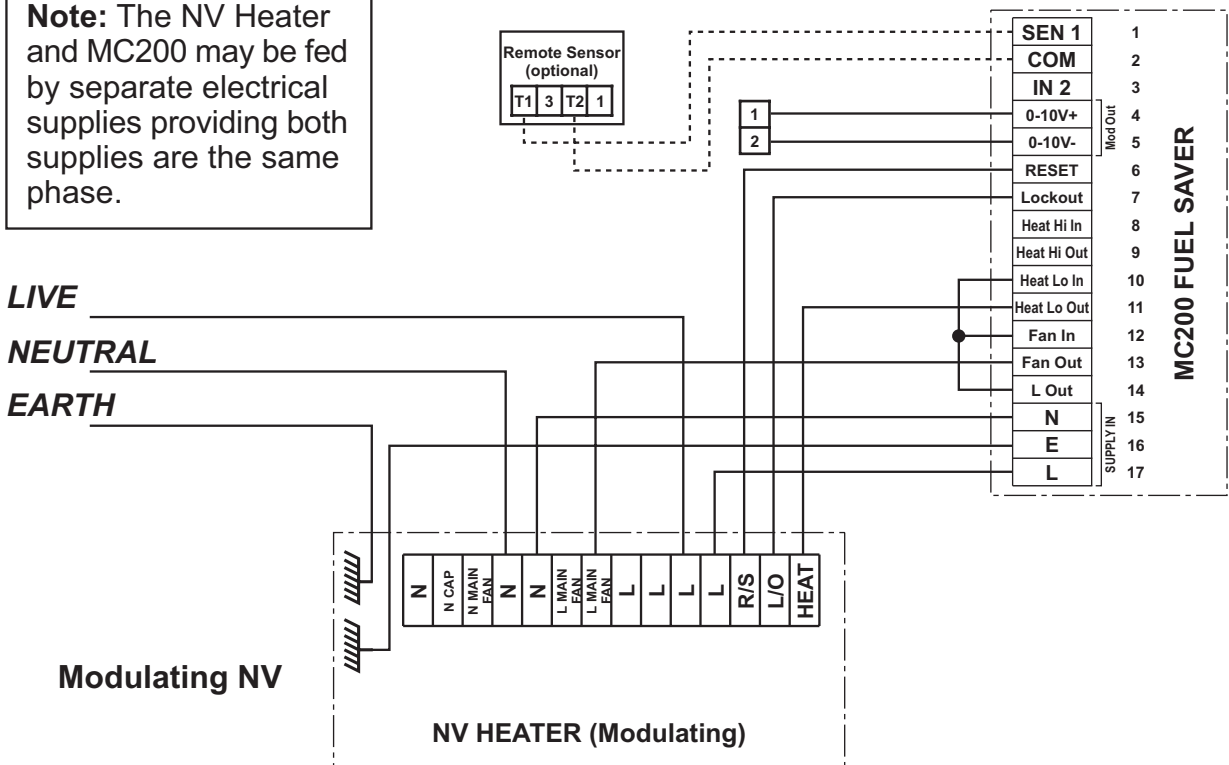 Note: The NV Heater
and MC200 may be fed
by separate electrical
supplies providing both
supplies are the same
phase.
Remote Sensor
(optional)
T1 3 T2 1
1
2
SEN 1 1
COM 2
IN 2 3
0-10V+ 4
0-10V- 5
Mod Out
RESET 6
Lockout 7
Heat Hi In 8
Heat Hi Out 9
Heat Lo In 10
Heat Lo Out 11
Fan In 12
Fan Out 13
L Out 14
N 15
E 16
L 17
SUPPLY IN
MC200 FUEL SAVER
LIVE
NEUTRAL
EARTH
N
N CAP
N MAIN
FAN
N
N
L MAIN
FAN
L MAIN
FAN
L
L
L
L
R/S
L/O
HEAT
Modulating NV
NV HEATER (Modulating)